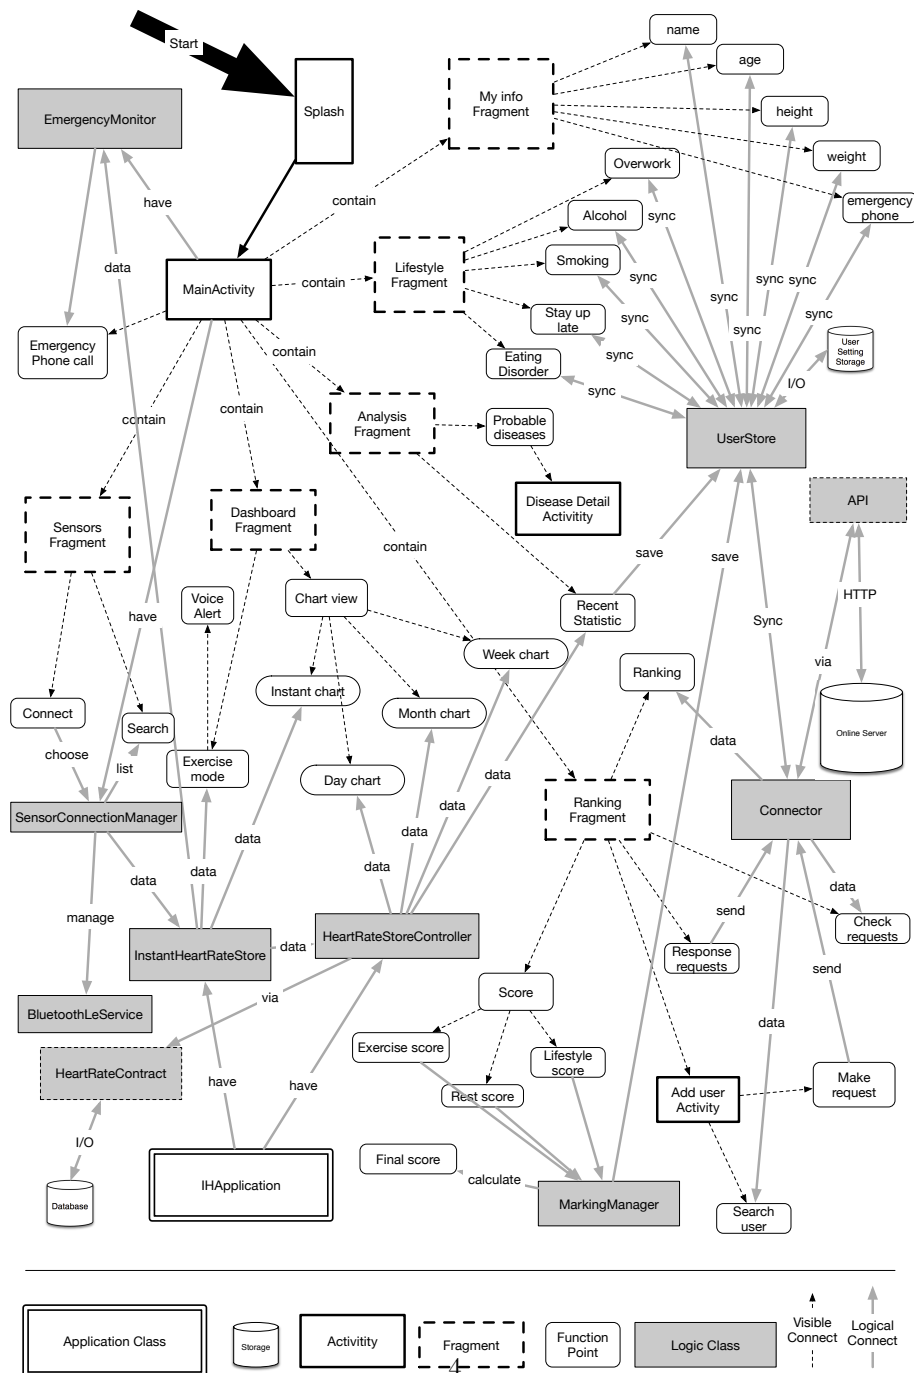 Start
name
age
My info
Fragment
Splash
EmergencyMonitor
height
weight
Overwork
emergency
phone
have
contain
sync
Alcohol
data
Lifestyle
Fragment
Smoking
MainActivity
contain
sync
sync
sync
sync
Stay up
late
sync
sync
sync
Emergency
Phone call
contain
Eating
Disorder
sync
User
Setting
Storage
I/O
sync
contain
contain
Analysis
Fragment
Probable
diseases
UserStore
Disease Detail
Activitity
API
Sensors
Fragment
Dashboard
Fragment
contain
save
save
Voice
Alert
Chart view
Recent
Statistic
HTTP
have
Sync
Week chart
Ranking
via
Instant chart
Connect
Search
Month chart
Online Server
choose
list
Exercise
mode
data
Day chart
data
SensorConnectionManager
Ranking
Fragment
Connector
data
data
data
data
data
data
data
manage
send
Check
requests
InstantHeartRateStore
data
HeartRateStoreController
Response
requests
send
via
Score
BluetoothLeService
data
Exercise score
Lifestyle
score
HeartRateContract
have
have
Rest score
Add user
Activity
Make
request
I/O
Final score
calculate
IHApplication
Database
MarkingManager
Search
user
Application Class
Storage
Activitity
Fragment
Function
Point
Logic Class
Visible
Connect
Logical
Connect
4